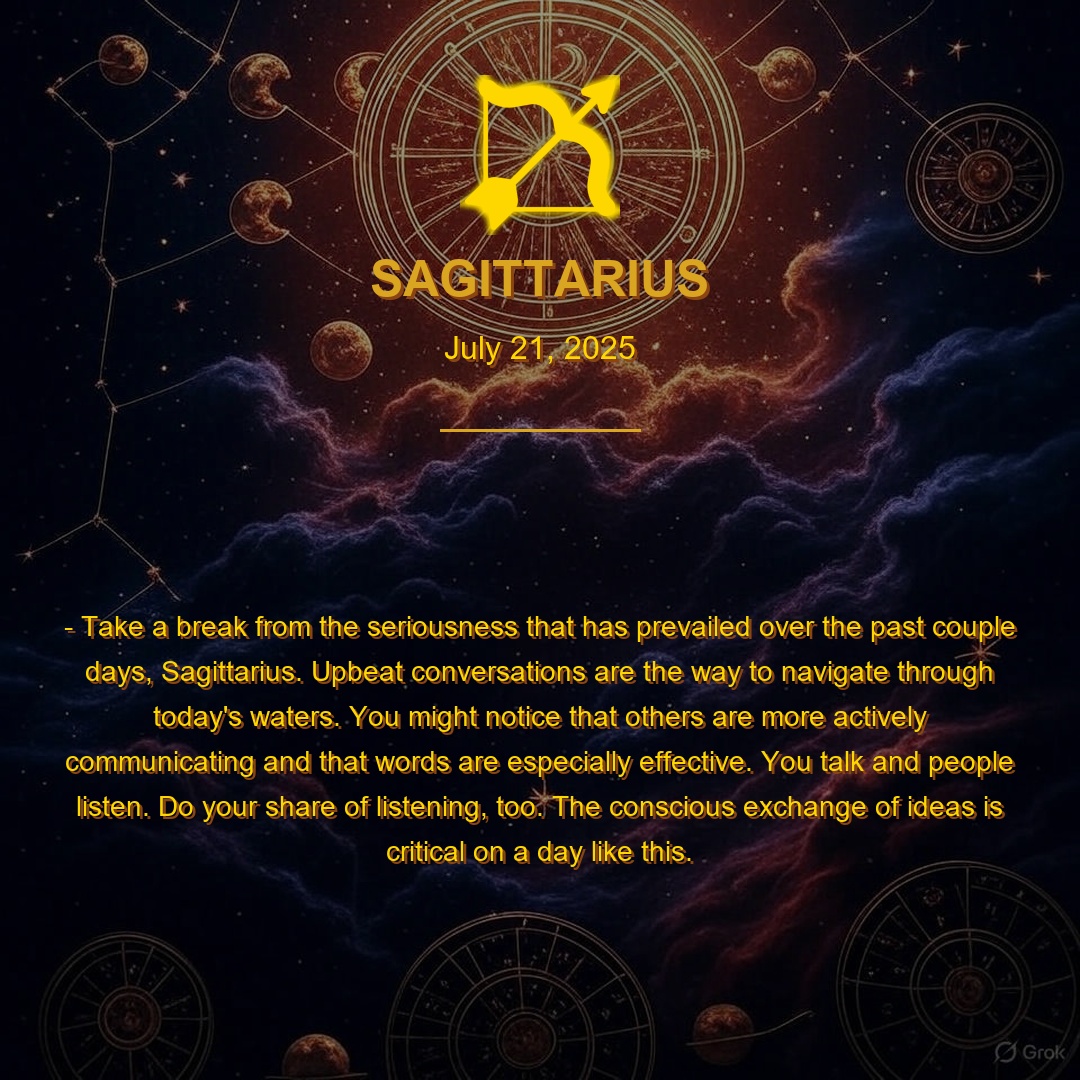 SAGITTARIUS
July 21, 2025
- Take a break from the seriousness that has prevailed over the past couple
days, Sagittarius. Upbeat conversations are the way to navigate through
today's waters. You might notice that others are more actively
communicating and that words are especially effective. You talk and people
listen. Do your share of listening, too. The conscious exchange of ideas is
critical on a day like this.
Grok